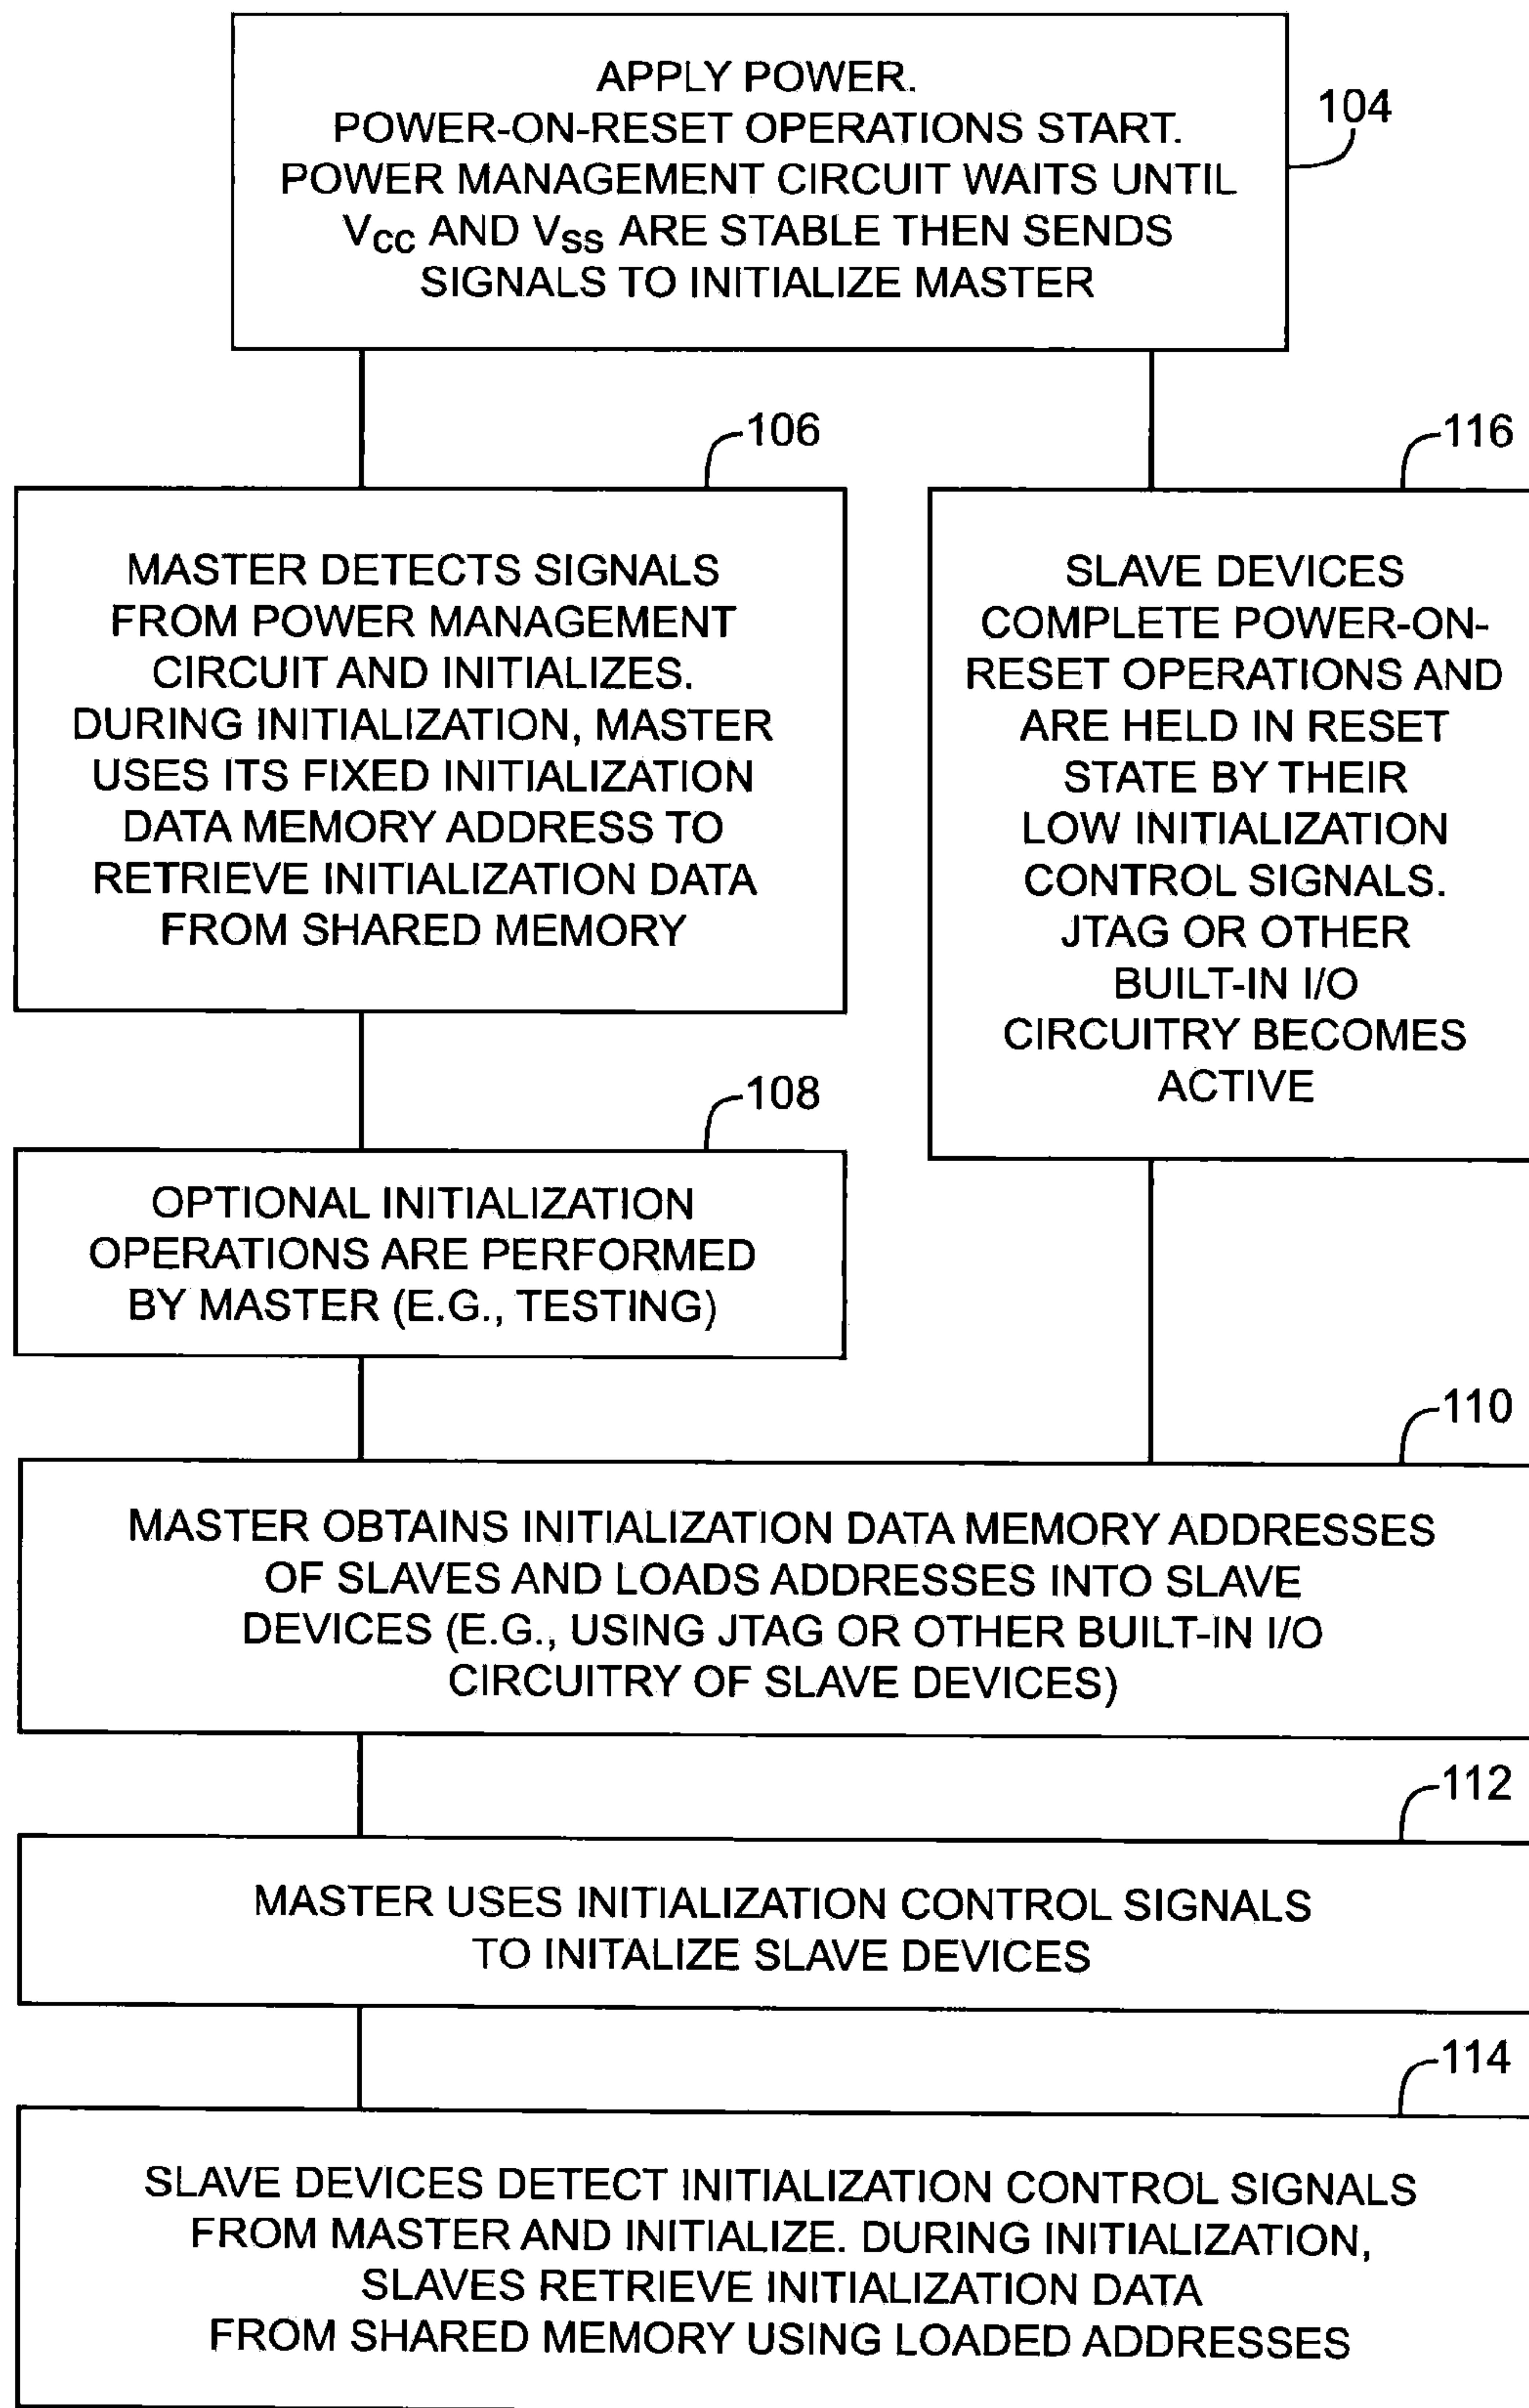 APPLY POWER.
POWER-ON-RESET OPERATIONS START.
POWER MANAGEMENT CIRCUIT WAITS UNTIL
VCC AND VSS ARE STABLE THEN SENDS
SIGNALS TO INITIALIZE MASTER
104
106
MASTER DETECTS SIGNALS
FROM POWER MANAGEMENT
CIRCUIT AND INITIALIZES.
DURING INITIALIZATION, MASTER
USES ITS FIXED INITIALIZATION
DATA MEMORY ADDRESS TO
RETRIEVE INITIALIZATION DATA
FROM SHARED MEMORY
116
SLAVE DEVICES
COMPLETE POWER-ON-
RESET OPERATIONS AND
ARE HELD IN RESET
STATE BY THEIR
LOW INITIALIZATION
CONTROL SIGNALS.
JTAG OR OTHER
BUILT-IN I/O
CIRCUITRY BECOMES
ACTIVE
108
OPTIONAL INITIALIZATION
OPERATIONS ARE PERFORMED
BY MASTER (E.G., TESTING)
110
MASTER OBTAINS INITIALIZATION DATA MEMORY ADDRESSES
OF SLAVES AND LOADS ADDRESSES INTO SLAVE
DEVICES (E.G., USING JTAG OR OTHER BUILT-IN I/O
CIRCUITRY OF SLAVE DEVICES)
112
MASTER USES INITIALIZATION CONTROL SIGNALS
TO INITALIZE SLAVE DEVICES
114
SLAVE DEVICES DETECT INITIALIZATION CONTROL SIGNALS
FROM MASTER AND INITIALIZE. DURING INITIALIZATION,
SLAVES RETRIEVE INITIALIZATION DATA
FROM SHARED MEMORY USING LOADED ADDRESSES